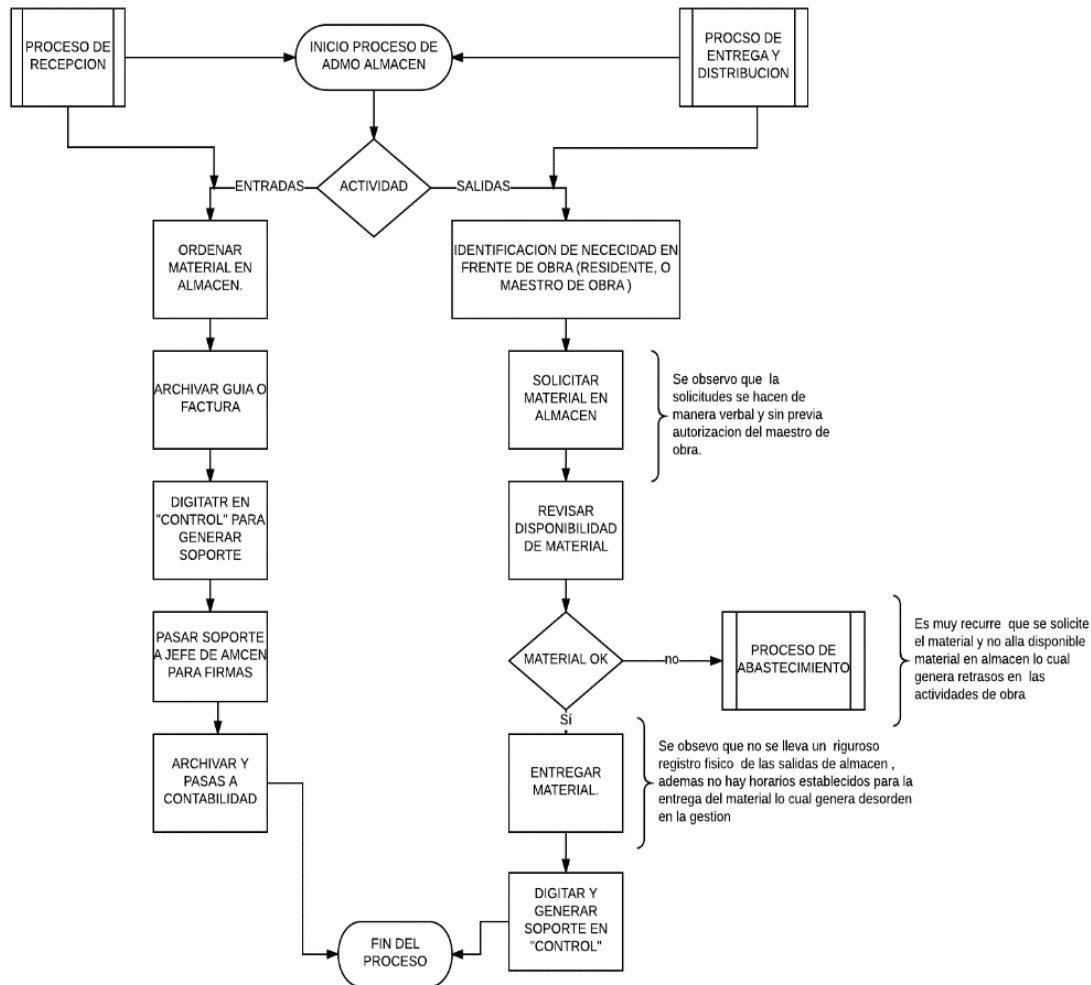 PROCESO DE
RECEPCION
INICIO PROCESO DE
ADMO ALMACEN
PROCSO DE
ENTREGA Y
DISTRIBUCION
ENTRADAS
ACTIVIDAD
SALIDAS
ORDENAR
MATERIAL EN
ALMACEN.
ARCHIVAR GUIA O
FACTURA
DIGITATR EN
"CONTROL" PARA
GENERAR
SOPORTE
PASAR SOPORTE
A JEFE DE AMCEN
PARA FIRMAS
ARCHIVAR Y
PASAS A
CONTABILIDAD
IDENTIFICACION DE NECECIDAD EN
FRENTE DE OBRA (RESIDENTE, O
MAESTRO DE OBRA )
SOLICITAR
MATERIAL EN
ALMACEN
Se observo que la
solicitudes se hacen de
manera verbal y sin previa
autorizacion del maestro de
obra.
REVISAR
DISPONIBILIDAD
DE MATERIAL
MATERIAL OK
no
PROCESO DE
ABASTECIMIENTO
Es muy recurre que se solicite
el material y no alla disponible
material en almacen lo cual
genera retrasos en las
actividades de obra
Sí
ENTREGAR
MATERIAL.
Se obsevo que no se lleva un riguroso
registro fisico de las salidas de almacen ,
ademas no hay horarios establecidos para la
entrega del material lo cual genera desorden
en la gestion
DIGITAR Y
GENERAR
SOPORTE EN
"CONTROL"
FIN DEL
PROCESO